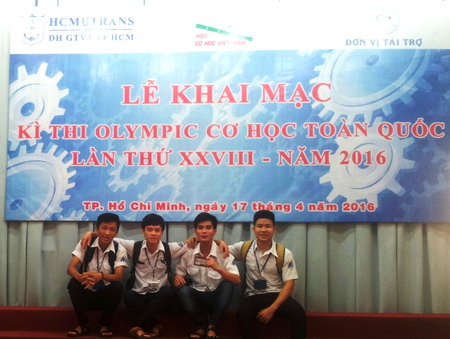 HCMUTRANS
ĐH GTVT TP HCM
HỘI
CƠ HỌC VIỆT NAM
ĐƠN VỊ TÀI TRỢ
LỄ KHAI MẠC
KÌ THI OLYMPIC CƠ HỌC TOÀN QUỐC
LẦN THỨ XXVIII - NĂM 2016
TP. Hồ Chí Minh, ngày 17 tháng 4 năm 2016